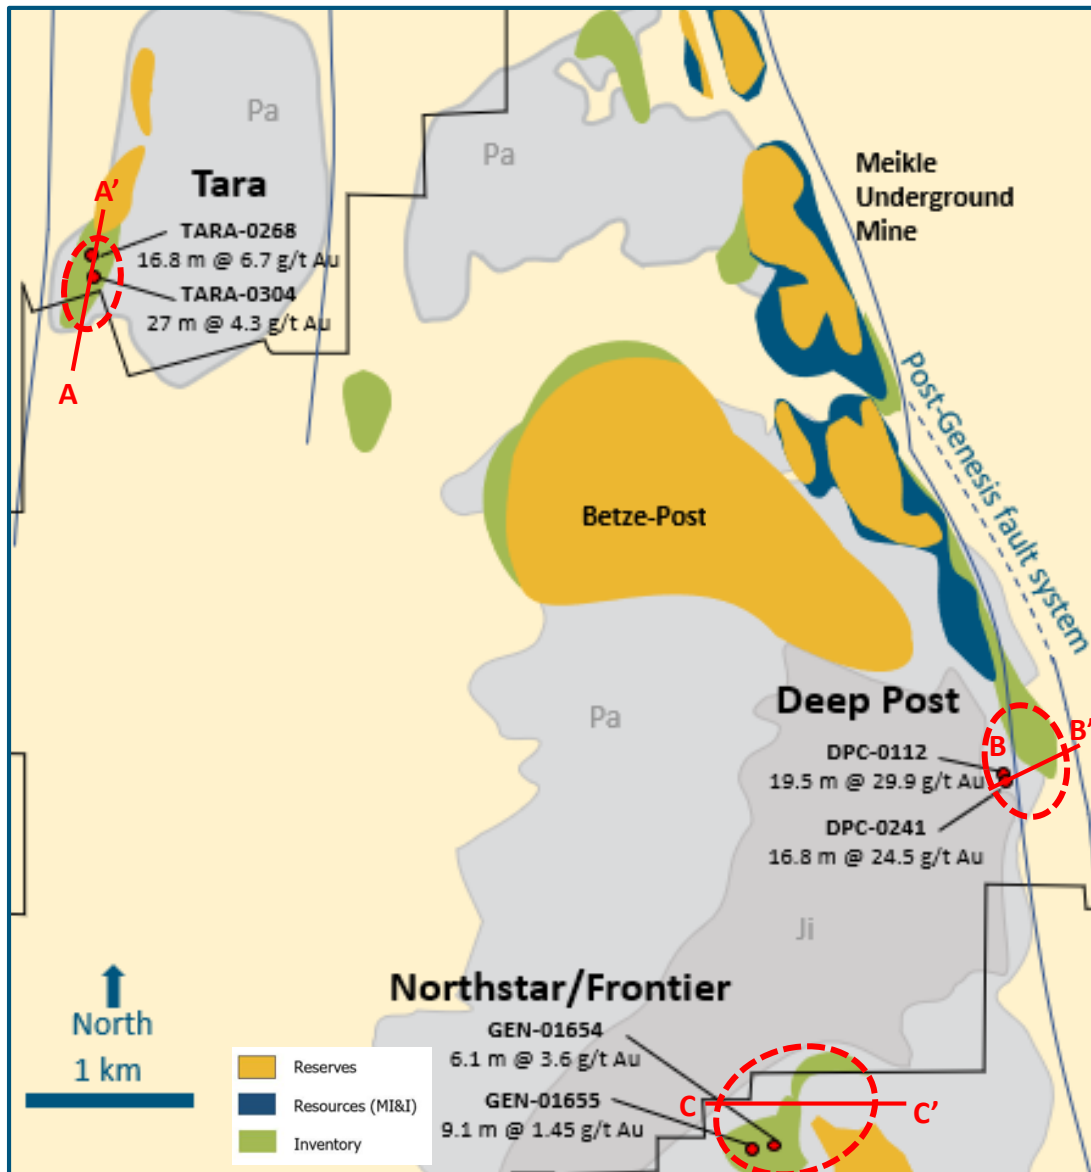 Pa
Pa
Meikle
Underground
Mine
Tara
A’
TARA-0268
16.8 m @ 6.7 g/t Au
TARA-0304
27 m @ 4.3 g/t Au
A
Post-Genesis fault system
Betze-Post
Pa
Deep Post
B
B’
DPC-0112
19.5 m @ 29.9 g/t Au
DPC-0241
16.8 m @ 24.5 g/t Au
Ji
Northstar/Frontier
GEN-01654
6.1 m @ 3.6 g/t Au
GEN-01655
9.1 m @ 1.45 g/t Au
C
C’
North
1 km
Reserves
Resources (MI&I)
Inventory